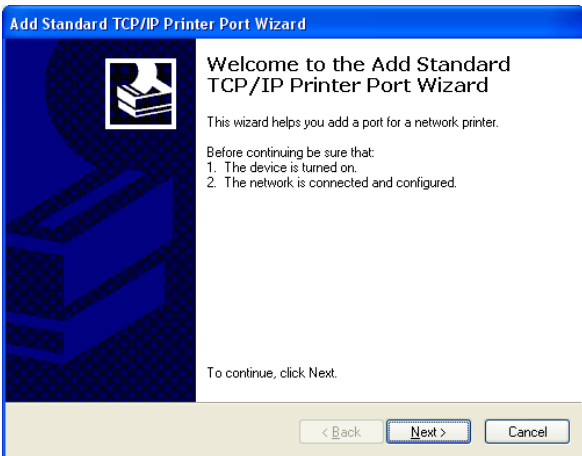 Add Standard TCP/IP Printer Port Wizard
Welcome to the Add Standard
TCP/IP Printer Port Wizard
This wizard helps you add a port for a network printer.
Before continuing be sure that:
1. The device is turned on.
2. The network is connected and configured.
To continue, click Next.
< Back Next > Cancel